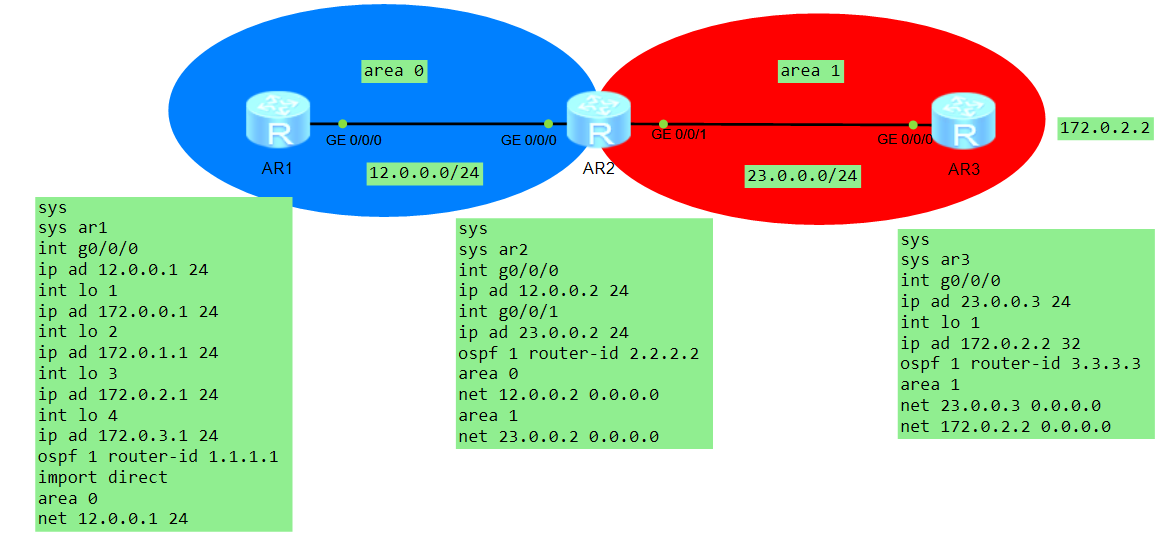 area 0
area 1
R
R
R
GE 0/0/0
GE 0/0/0
GE 0/0/1
GE 0/0/0
172.0.2.2
AR1
12.0.0.0/24
AR2
23.0.0.0/24
AR3
sys
sys ar1
int g0/0/0
ip ad 12.0.0.1 24
int lo 1
ip ad 172.0.0.1 24
int lo 2
ip ad 172.0.1.1 24
int lo 3
ip ad 172.0.2.1 24
int lo 4
ip ad 172.0.3.1 24
ospf 1 router-id 1.1.1.1
import direct
area 0
net 12.0.0.1 24
sys
sys ar2
int g0/0/0
ip ad 12.0.0.2 24
int g0/0/1
ip ad 23.0.0.2 24
ospf 1 router-id 2.2.2.2
area 0
net 12.0.0.2 0.0.0.0
area 1
net 23.0.0.2 0.0.0.0
sys
sys ar3
int g0/0/0
ip ad 23.0.0.3 24
int lo 1
ip ad 172.0.2.2 32
ospf 1 router-id 3.3.3.3
area 1
net 23.0.0.3 0.0.0.0
net 172.0.2.2 0.0.0.0